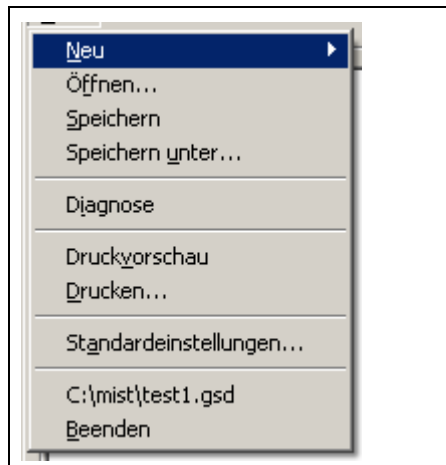 Neu
Öffnen...
Speichern
Speichern unter...
Diagnose
Druckvorschau
Drucken...
Standardeinstellungen...
C:\mist\test1.gsd
Beenden